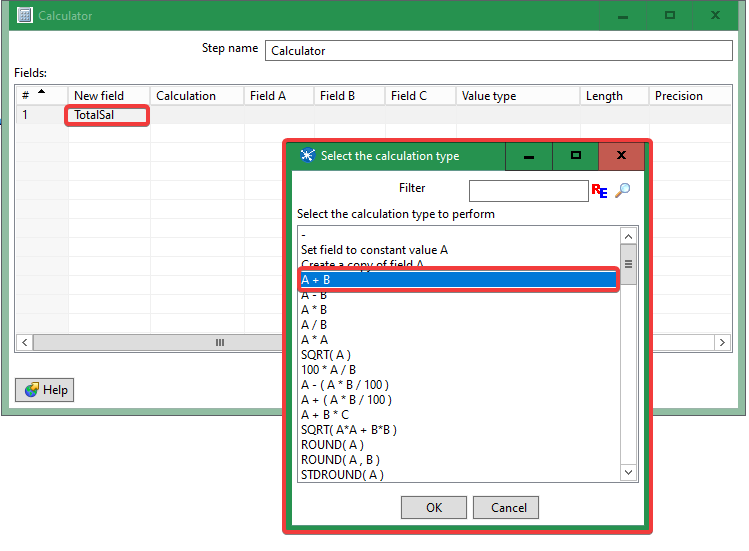 Calculator
Step name Calculator
Fields:
# New field Calculation Field A Field B Field C Value type Length Precision
1 TotalSal
Select the calculation type
Filter
RE
Select the calculation type to perform
-
Set field to constant value A
Create a copy of field A
A + B
A - B
A * B
A / B
A * A
SQRT( A )
100 * A / B
A - ( A * B / 100 )
A + ( A * B / 100 )
A + B * C
SQRT( A*A + B*B )
ROUND( A )
ROUND( A , B )
STDROUND( A )
Help
OK Cancel